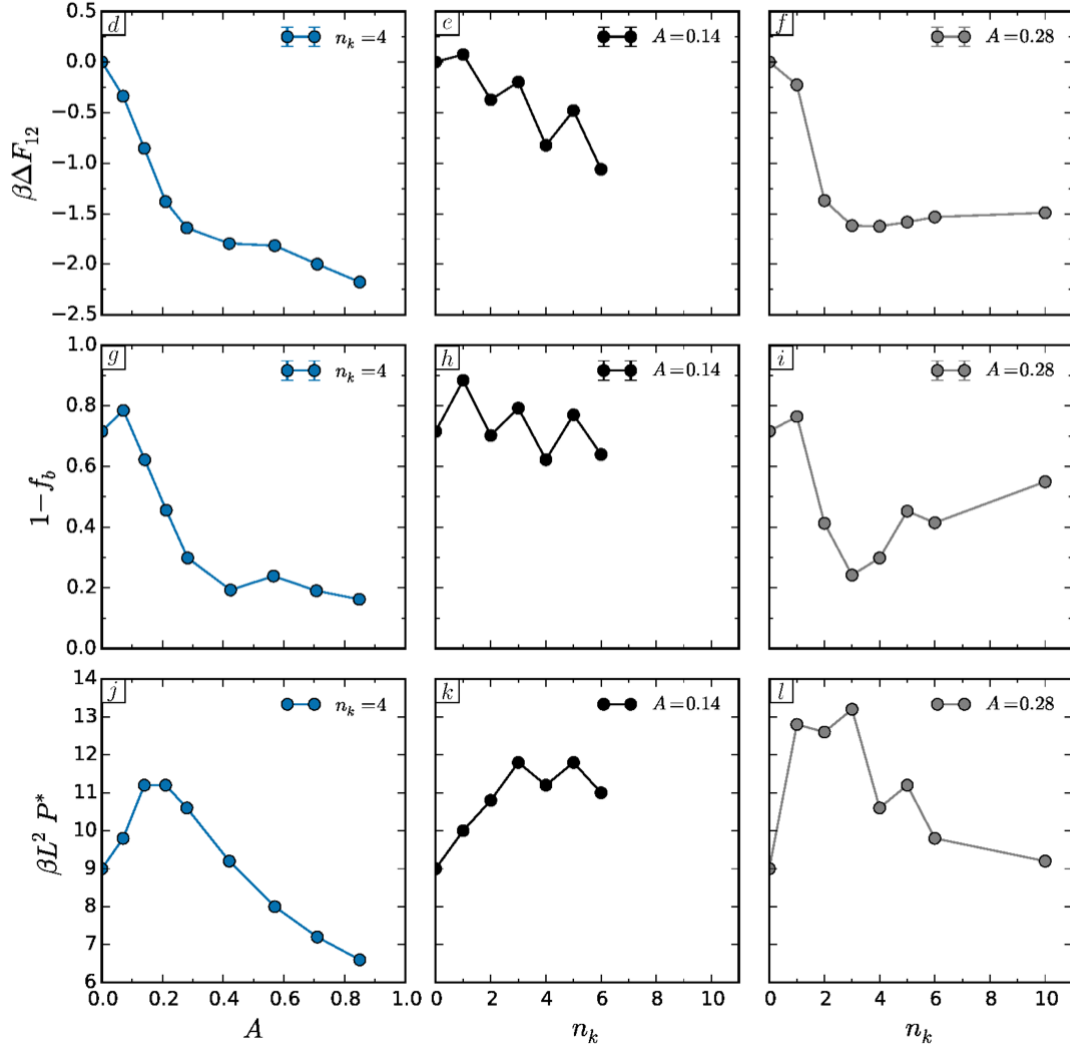 d
n_k = 4
e
A = 0.14
f
A = 0.28
0.5
0.0
−0.5
−1.0
−1.5
−2.0
−2.5
βΔF_12
g
n_k = 4
h
A = 0.14
i
A = 0.28
1.0
0.8
0.6
0.4
0.2
0.0
1−f_b
j
n_k = 4
k
A = 0.14
l
A = 0.28
14
13
12
11
10
9
8
7
6
βL² P*
0.0 0.2 0.4 0.6 0.8 1.0
0 2 4 6 8 10
0 2 4 6 8 10
A
n_k
n_k